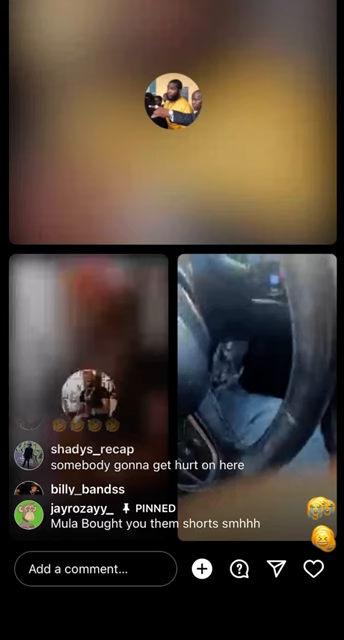 shadys_recap
somebody gonna get hurt on here
billy_bandss
jayrozayy_ PINNED
Mula Bought you them shorts smhhh
Add a comment...